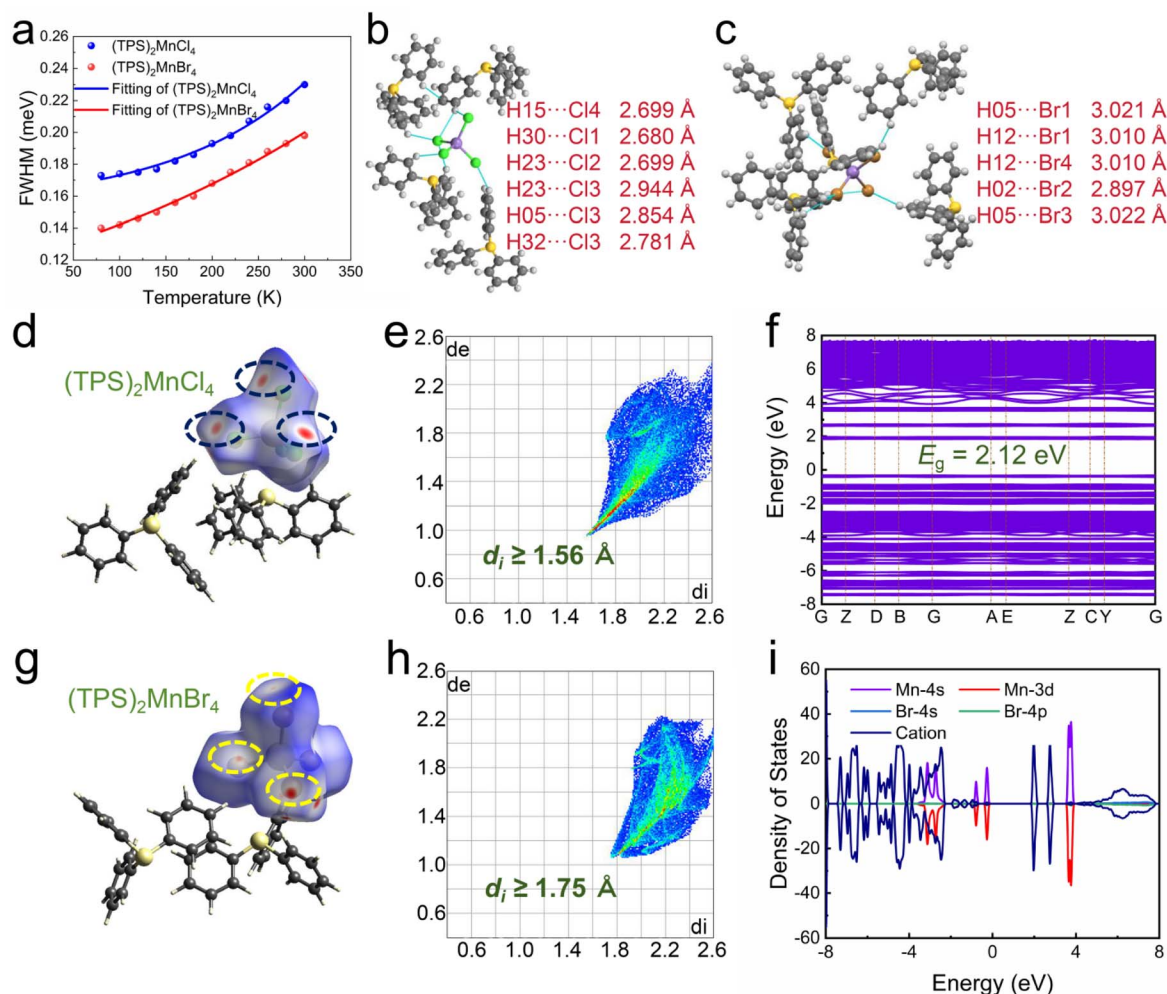 a
FWHM (meV)
0.26
0.24
0.22
0.20
0.18
0.16
0.14
0.12
(TPS)₂MnCl₄
(TPS)₂MnBr₄
Fitting of (TPS)₂MnCl₄
Fitting of (TPS)₂MnBr₄
50 100 150 200 250 300 350
Temperature (K)
b
H15···Cl4 2.699 Å
H30···Cl1 2.680 Å
H23···Cl2 2.699 Å
H23···Cl3 2.944 Å
H05···Cl3 2.854 Å
H32···Cl3 2.781 Å
c
H05···Br1 3.021 Å
H12···Br1 3.010 Å
H12···Br4 3.010 Å
H02···Br2 2.897 Å
H05···Br3 3.022 Å
d
(TPS)₂MnCl₄
e
2.6
de
2.2
1.8
1.4
1.0
0.6
dᵢ ≥ 1.56 Å
di
0.6 1.0 1.4 1.8 2.2 2.6
f
Energy (eV)
8
6
4
2
0
-2
-4
-6
-8
Eg = 2.12 eV
G Z D B G A E Z C Y G
g
(TPS)₂MnBr₄
h
2.6
de
2.2
1.8
1.4
1.0
0.6
dᵢ ≥ 1.75 Å
di
0.6 1.0 1.4 1.8 2.2 2.6
i
Density of States
60
40
20
0
-20
-40
-60
Mn-4s Mn-3d
Br-4s Br-4p
Cation
-8 -4 0 4 8
Energy (eV)